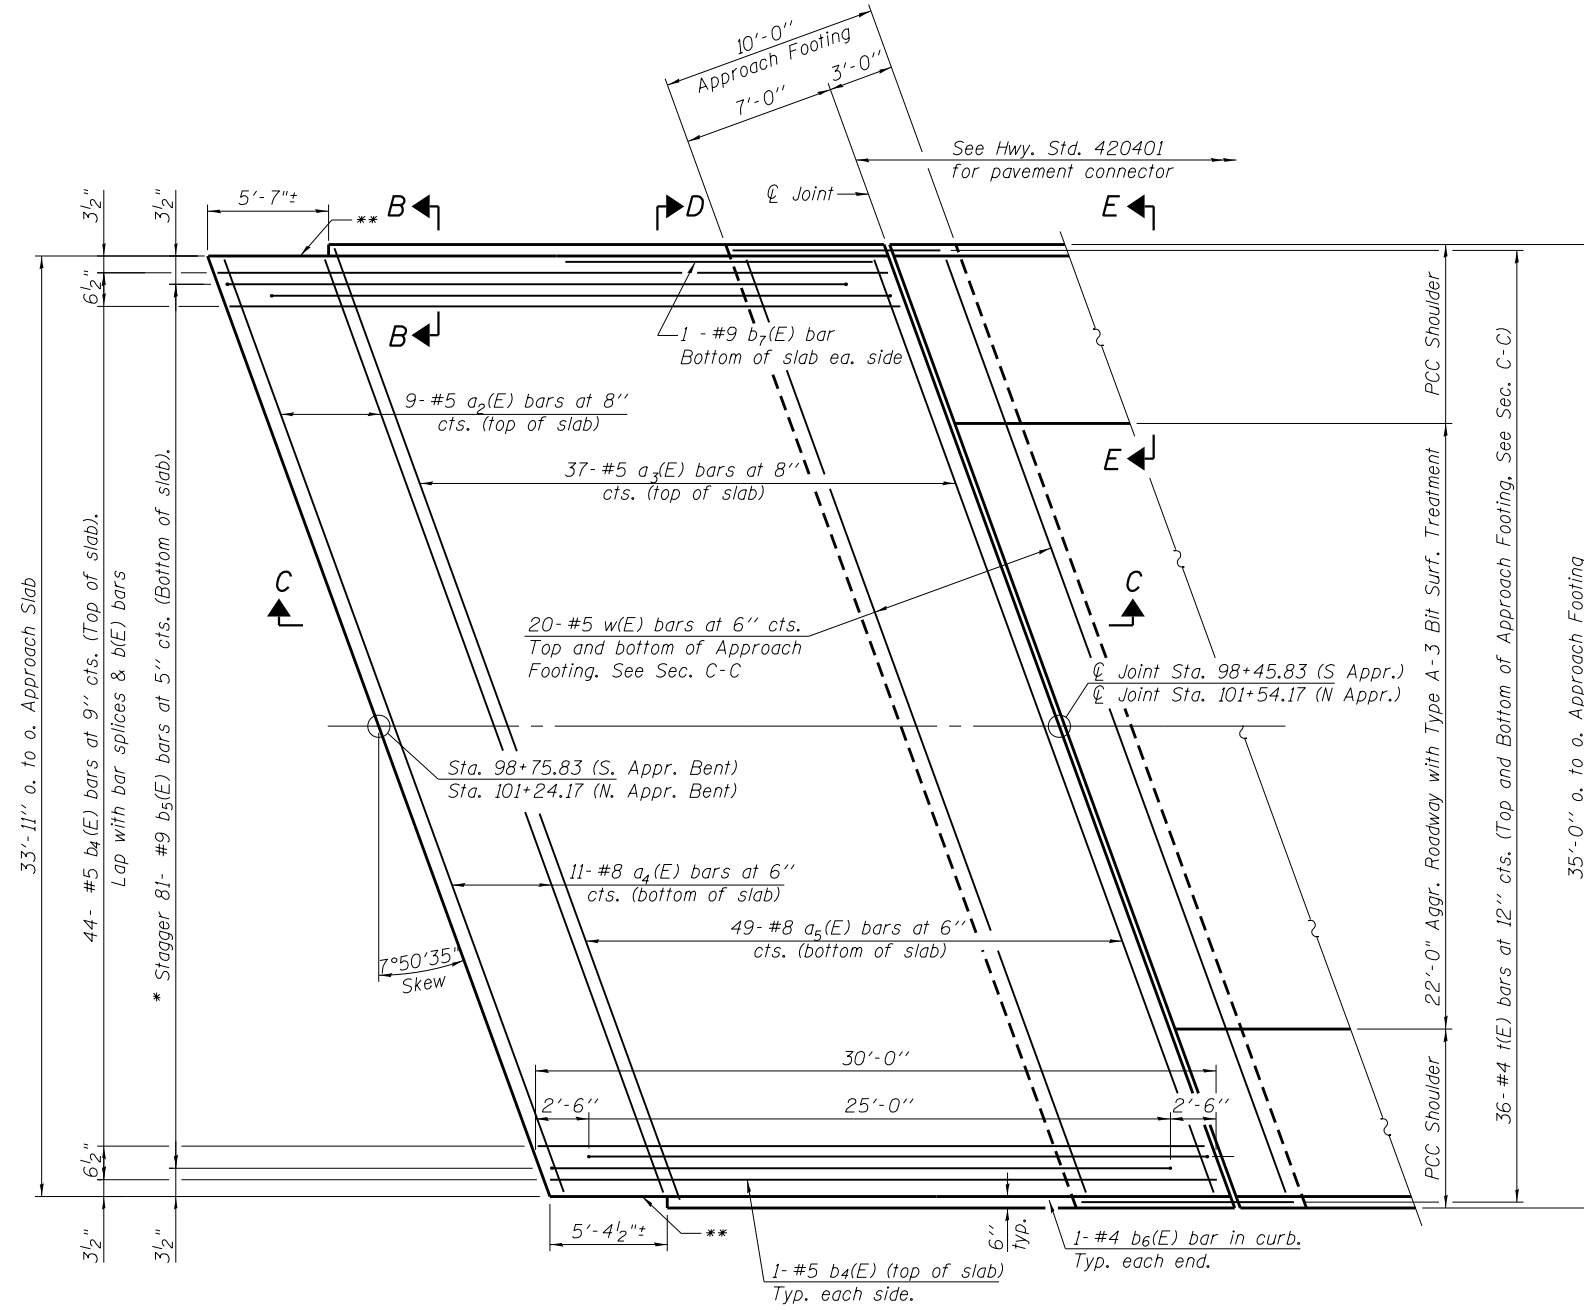 10'-0''
Approach Footing
7'-0''
3'-0''
See Hwy. Std. 420401
for pavement connector
℄ Joint
5'-7"±
**
B
D
E
3½"
3½"
6½"
B
1 - #9 b7(E) bar
Bottom of slab ea. side
9- #5 a2(E) bars at 8''
cts. (top of slab)
37- #5 a3(E) bars at 8''
cts. (top of slab)
E
C
C
20- #5 w(E) bars at 6'' cts.
Top and bottom of Approach
Footing. See Sec. C-C
℄ Joint Sta. 98+45.83 (S Appr.)
℄ Joint Sta. 101+54.17 (N Appr.)
Sta. 98+75.83 (S. Appr. Bent)
Sta. 101+24.17 (N. Appr. Bent)
11- #8 a4(E) bars at 6''
cts. (bottom of slab)
49- #8 a5(E) bars at 6''
cts. (bottom of slab)
7°50'35"
Skew
30'-0''
2'-6''
25'-0''
2'-6''
6½"
3½"
3½"
5'-4½"±
**
6''
typ.
1- #4 b6(E) bar in curb.
Typ. each end.
1- #5 b4(E) (top of slab)
Typ. each side.
33'-11'' o. to o. Approach Slab
44- #5 b4(E) bars at 9'' cts. (Top of slab).
Lap with bar splices & b(E) bars
* Stagger 81- #9 b5(E) bars at 5'' cts. (Bottom of slab).
PCC Shoulder
22'-0" Aggr. Roadway with Type A-3 Bit Surf. Treatment
PCC Shoulder
36- #4 t(E) bars at 12'' cts. (Top and Bottom of Approach Footing, See Sec. C-C)
35'-0'' o. to o. Approach Footing